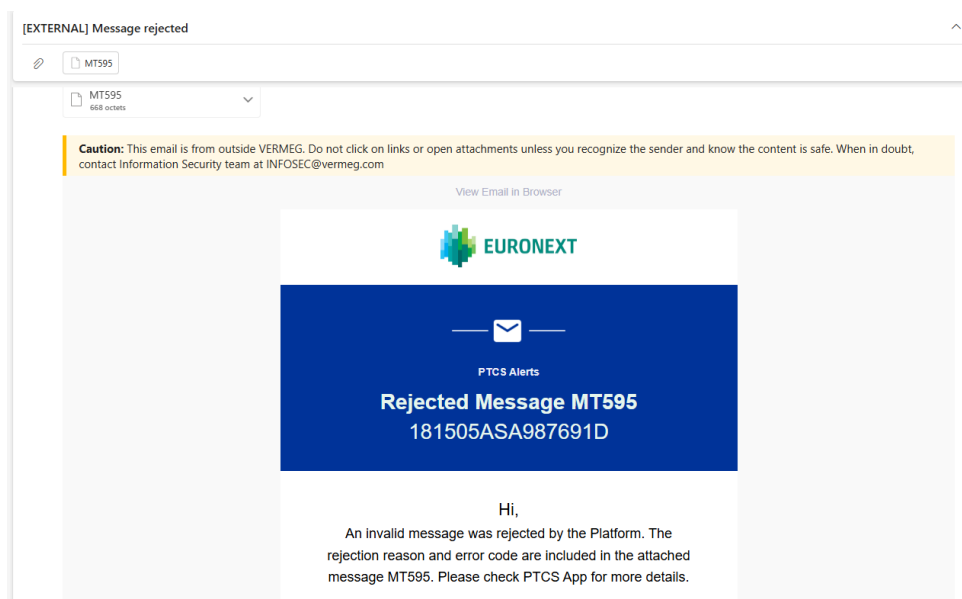 [EXTERNAL] Message rejected
MT595
MT595
668 octets
Caution: This email is from outside VERMEG. Do not click on links or open attachments unless you recognize the sender and know the content is safe. When in doubt,
contact Information Security team at INFOSEC@vermeg.com
View Email in Browser
EURONEXT
PTCS Alerts
Rejected Message MT595
181505ASA987691D
Hi,
An invalid message was rejected by the Platform. The
rejection reason and error code are included in the attached
message MT595. Please check PTCS App for more details.